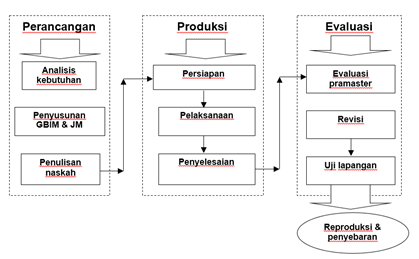 Perancangan
Analisis
kebutuhan
Penyusunan
GBIM & JM
Penulisan
naskah
Produksi
Persiapan
Pelaksanaan
Penyelesaian
Evaluasi
Evaluasi
pramaster
Revisi
Uji lapangan
Reproduksi &
penyebaran